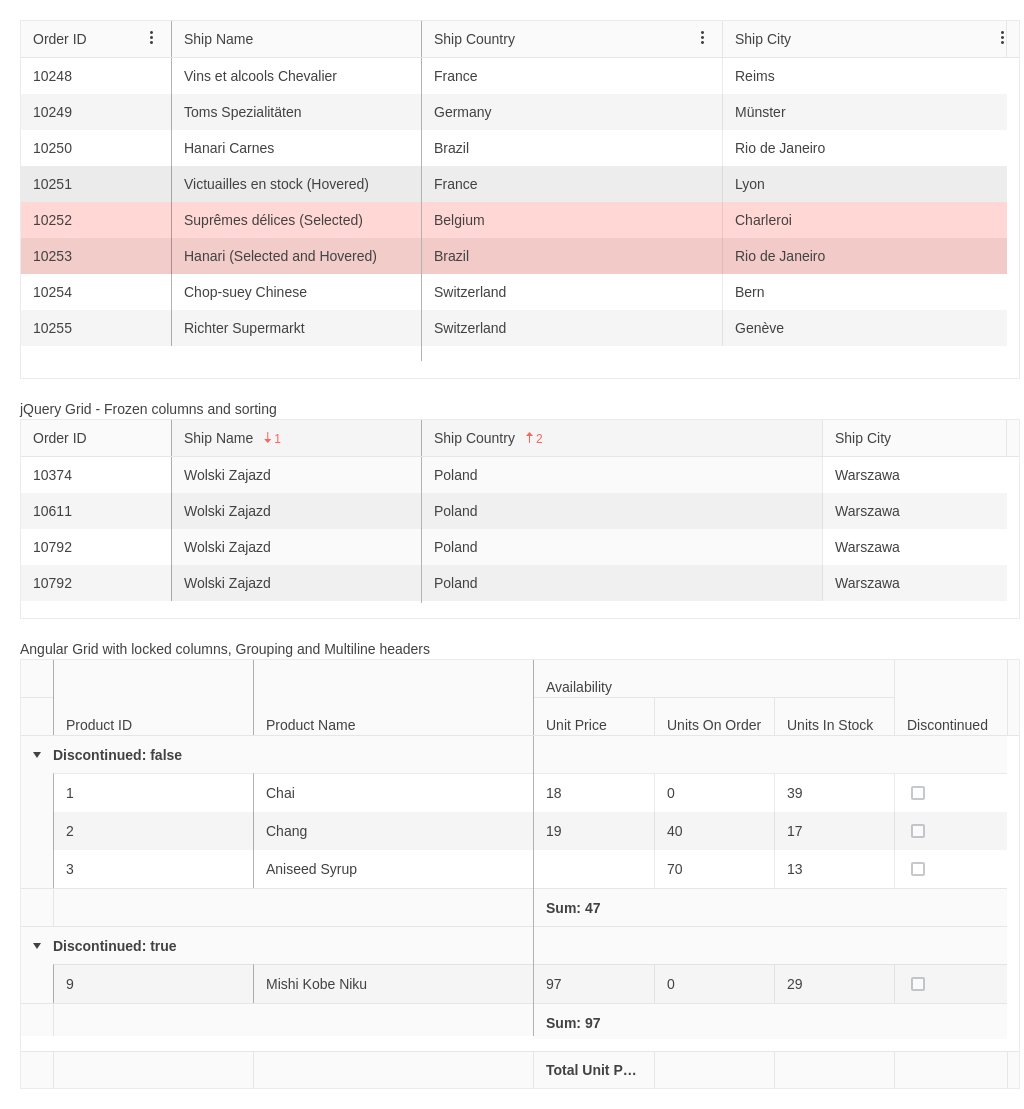 Order ID Ship Name Ship Country Ship City
10248 Vins et alcools Chevalier France Reims
10249 Toms Spezialitäten Germany Münster
10250 Hanari Carnes Brazil Rio de Janeiro
10251 Victuailles en stock (Hovered) France Lyon
10252 Suprêmes délices (Selected) Belgium Charleroi
10253 Hanari (Selected and Hovered) Brazil Rio de Janeiro
10254 Chop-suey Chinese Switzerland Bern
10255 Richter Supermarkt Switzerland Genève
jQuery Grid - Frozen columns and sorting
Order ID Ship Name 1 Ship Country 2 Ship City
10374 Wolski Zajazd Poland Warszawa
10611 Wolski Zajazd Poland Warszawa
10792 Wolski Zajazd Poland Warszawa
10792 Wolski Zajazd Poland Warszawa
Angular Grid with locked columns, Grouping and Multiline headers
Availability
Product ID Product Name Unit Price Units On Order Units In Stock Discontinued
Discontinued: false
1 Chai 18 0 39
2 Chang 19 40 17
3 Aniseed Syrup 70 13
Sum: 47
Discontinued: true
9 Mishi Kobe Niku 97 0 29
Sum: 97
Total Unit P...